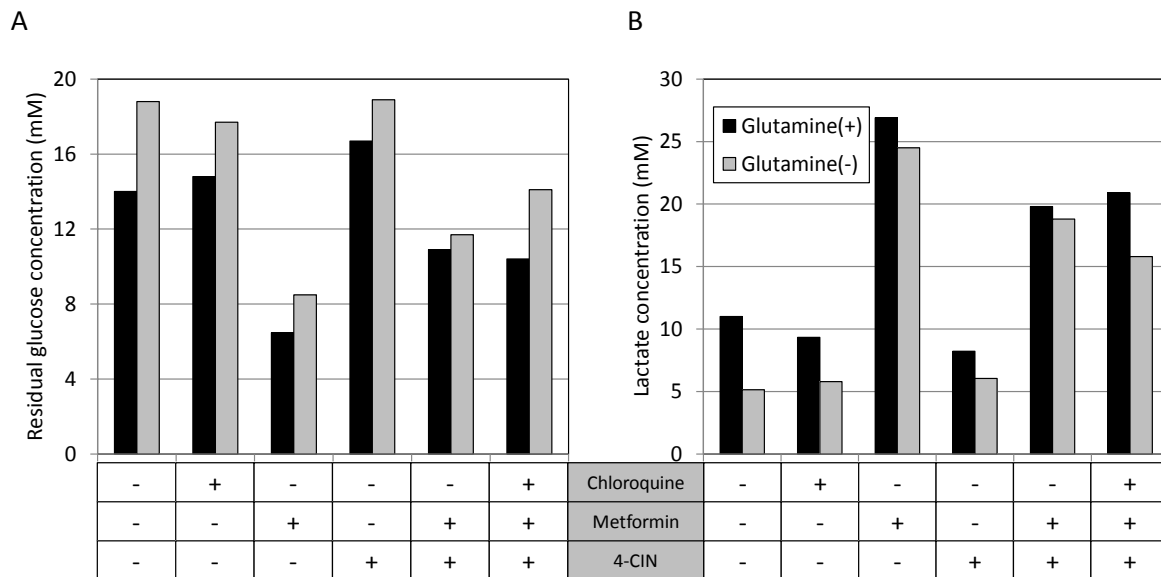 A
B
Residual glucose concentration (mM)
20
16
12
8
4
0
Lactate concentration (mM)
30
25
20
15
10
5
0
Glutamine(+)
Glutamine(-)
- + - - - + Chloroquine - + - - - +
- - + - + + Metformin - - + - + +
- - - + + + 4-CIN - - - + + +